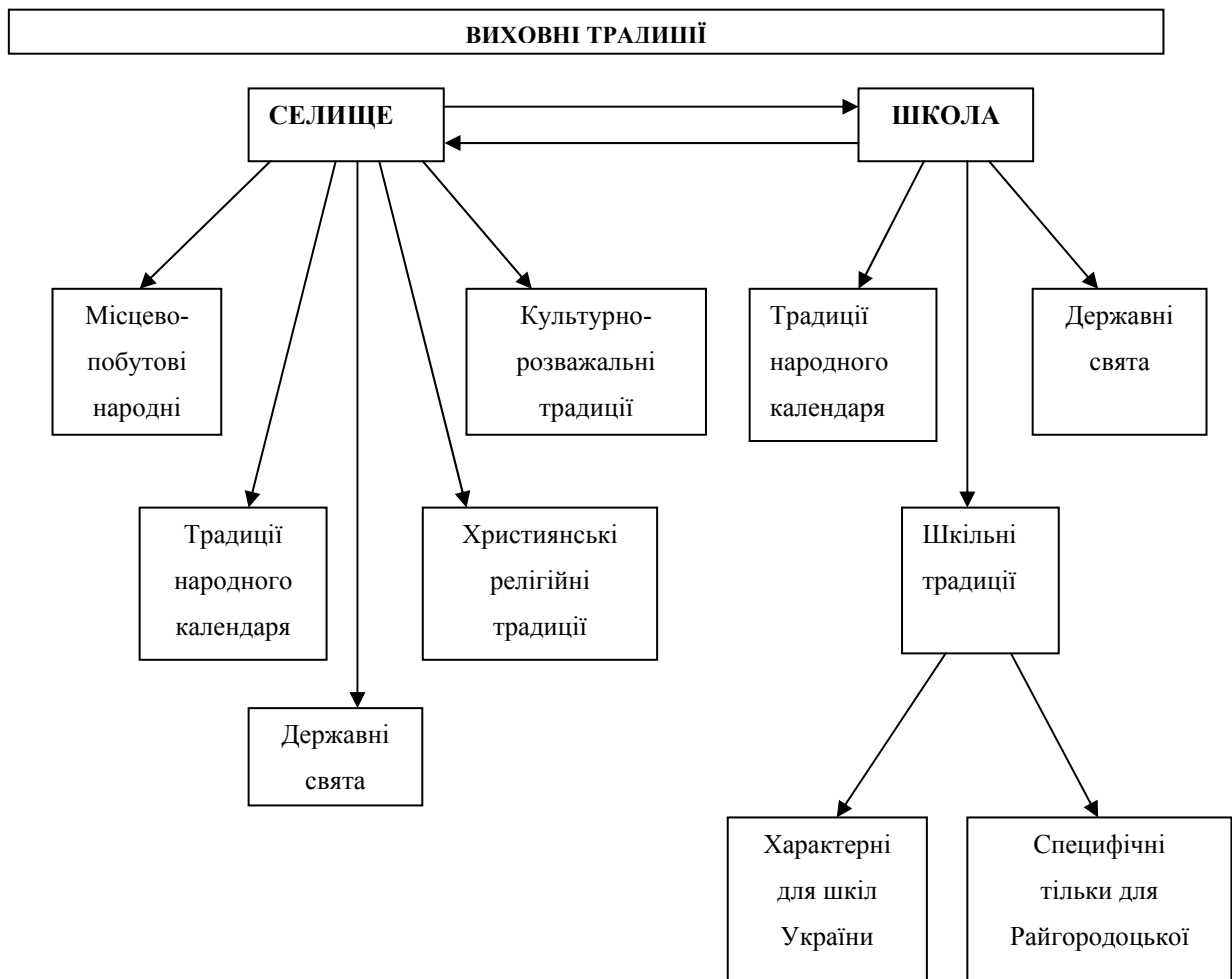 ВИХОВНІ ТРАДИЦІЇ
СЕЛИЩЕ
ШКОЛА
Місцево-
побутові
народні
Культурно-
розважальні
традиції
Традиції
народного
календаря
Державні
свята
Традиції
народного
календаря
Християнські
релігійні
традиції
Шкільні
традиції
Державні
свята
Характерні
для шкіл
України
Специфічні
тільки для
Райгородоцької